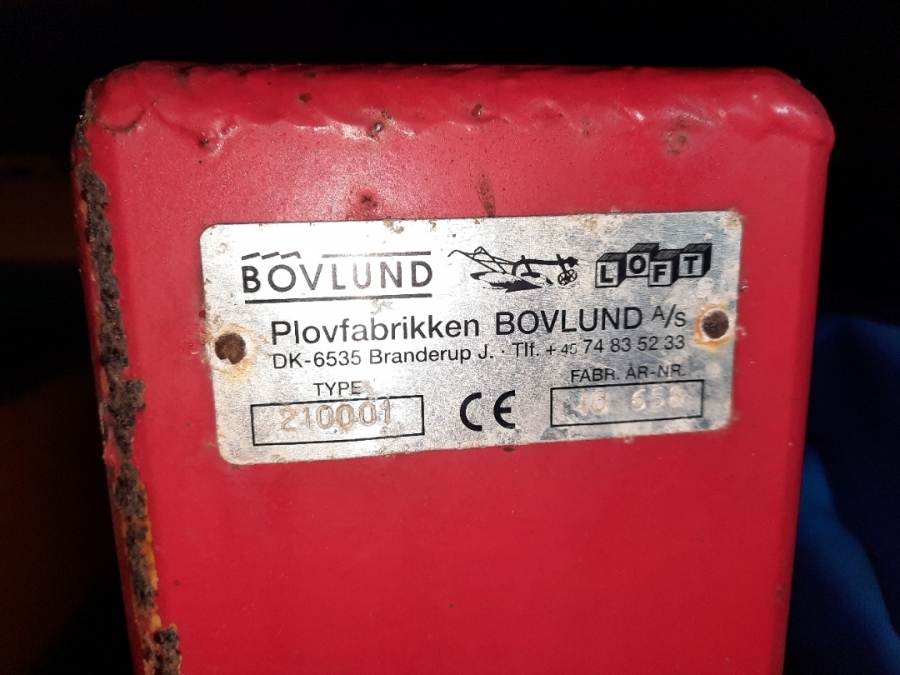 BOVLUND LOFT
Plovfabrikken BOVLUND A/s
DK-6535 Branderup J. · Tlf. + 45 74 83 52 33
TYPE FABR. ÅR-NR.
210001 CE